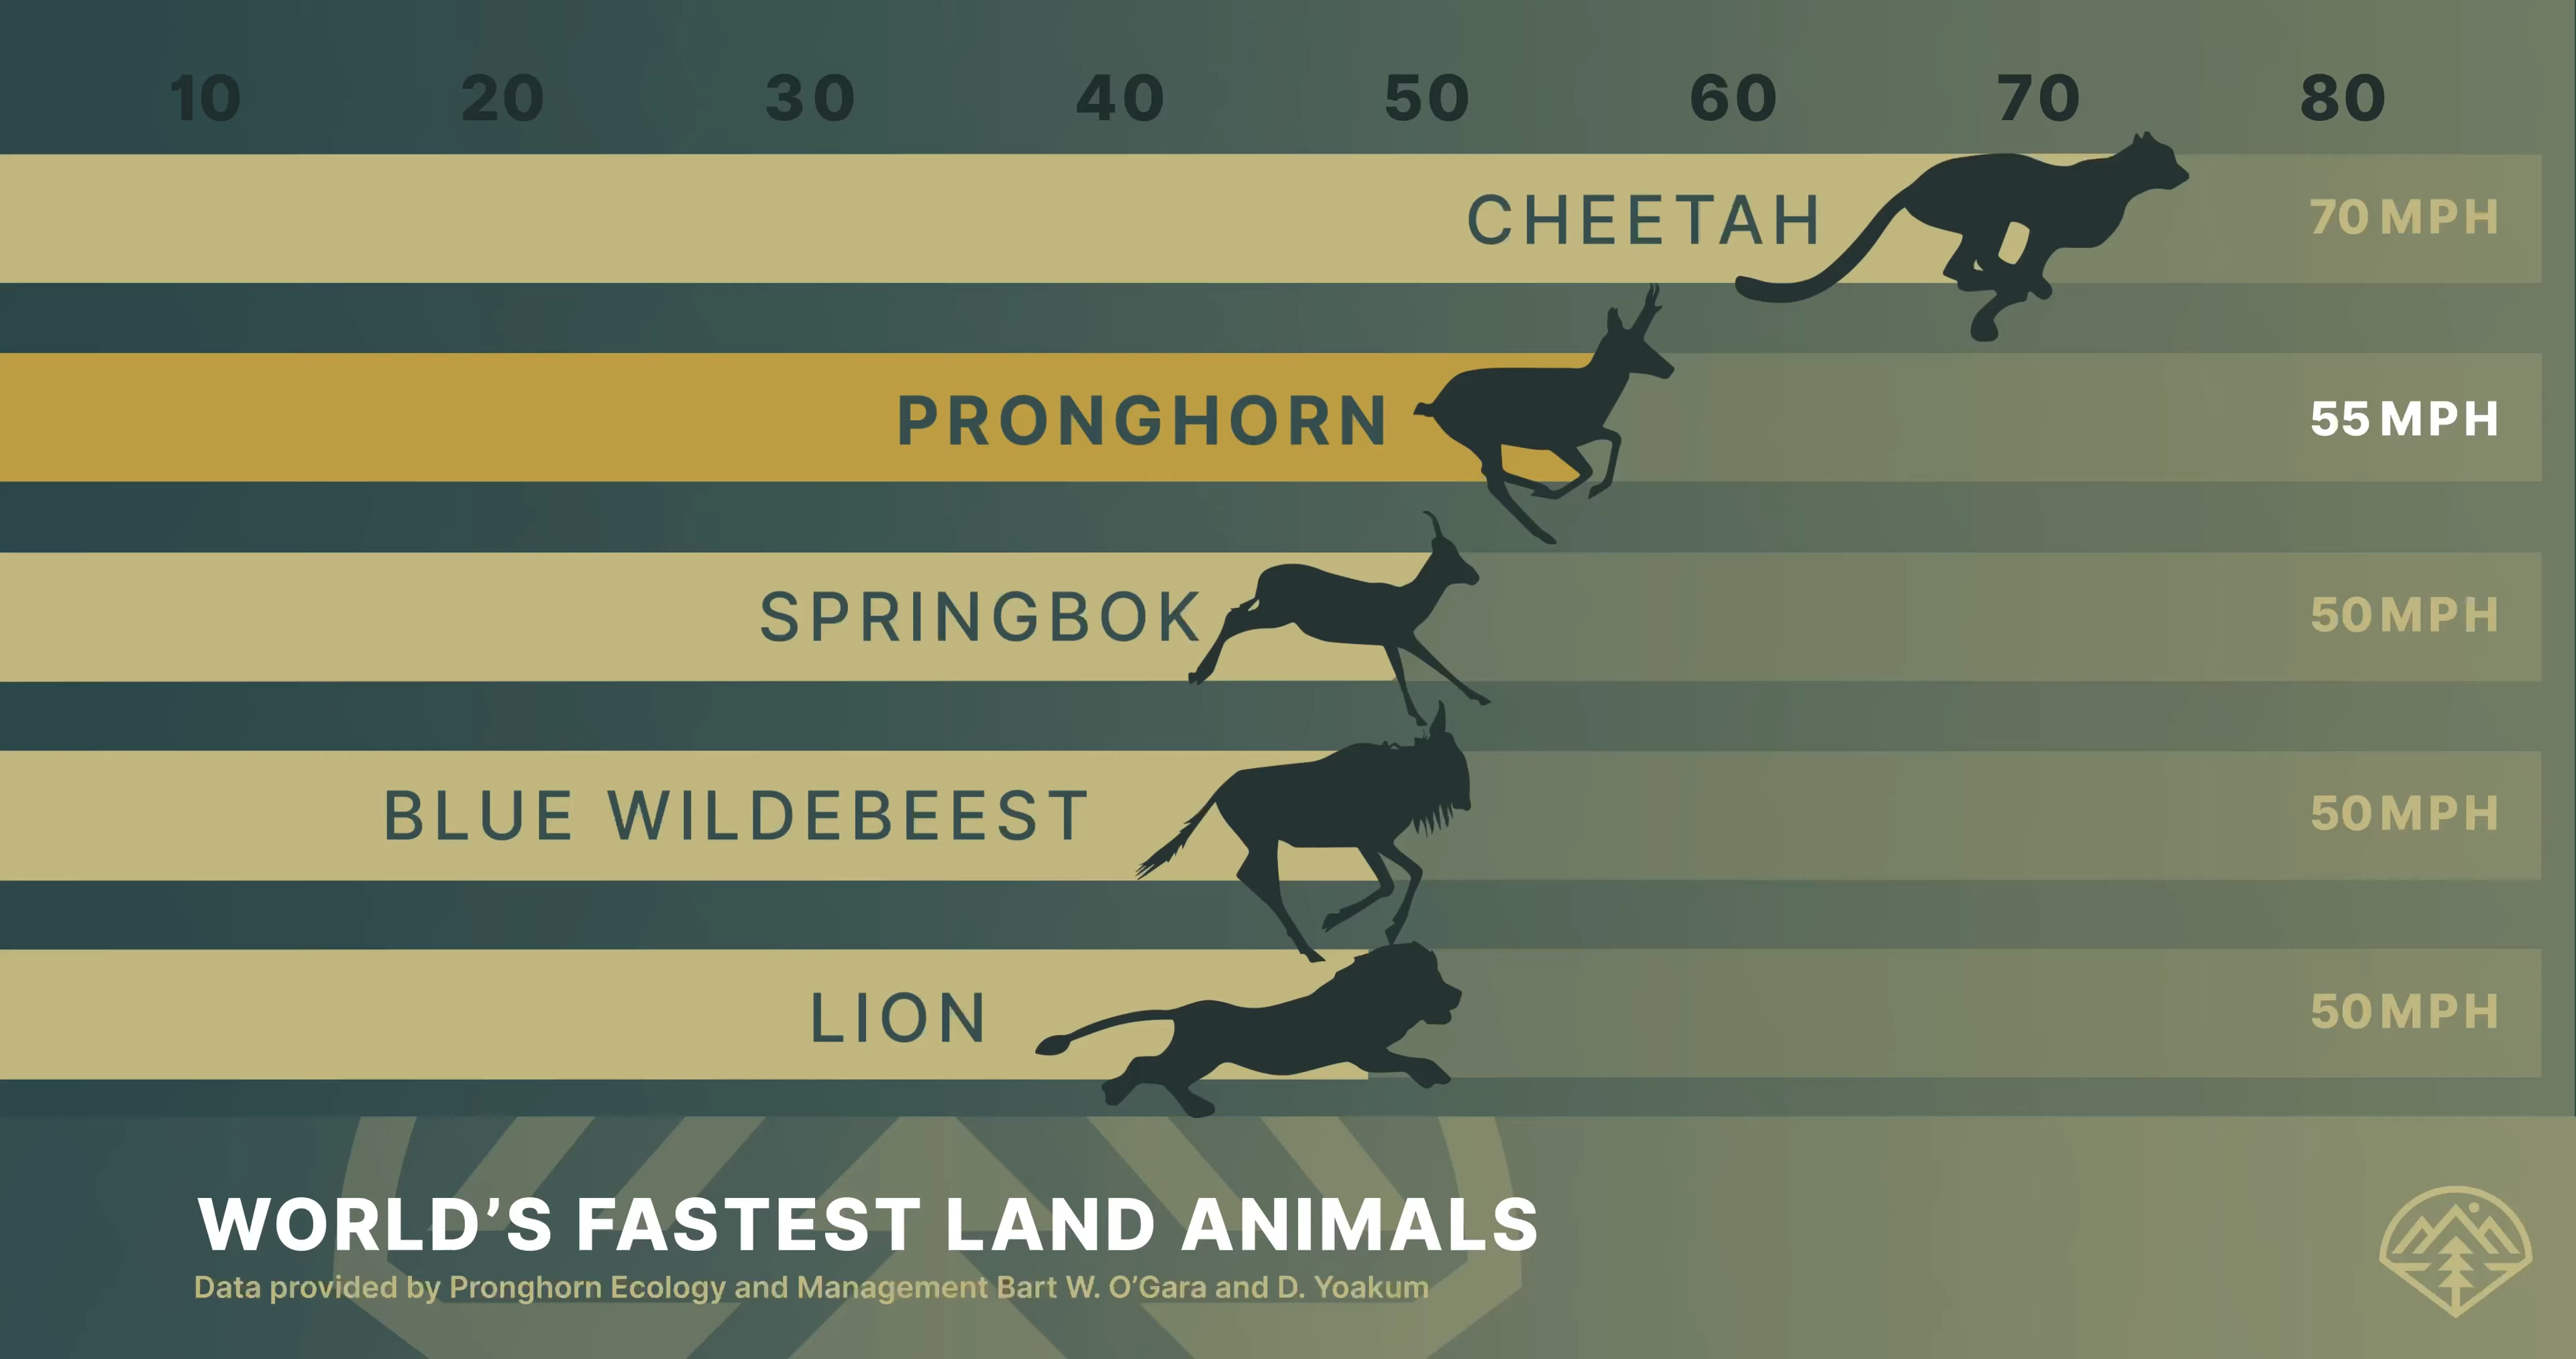 10 20 30 40 50 60 70 80
CHEETAH 70 MPH
PRONGHORN 55 MPH
SPRINGBOK 50 MPH
BLUE WILDEBEEST 50 MPH
LION 50 MPH
WORLD’S FASTEST LAND ANIMALS
Data provided by Pronghorn Ecology and Management Bart W. O’Gara and D. Yoakum